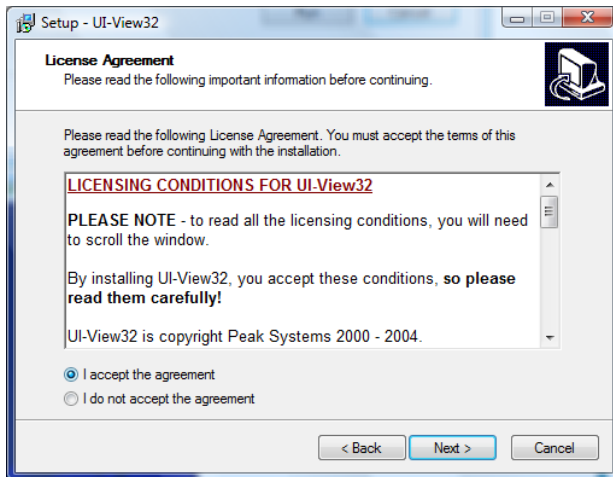 Setup - UI-View32
License Agreement
Please read the following important information before continuing.
Please read the following License Agreement. You must accept the terms of this
agreement before continuing with the installation.
LICENSING CONDITIONS FOR UI-View32
PLEASE NOTE - to read all the licensing conditions, you will need
to scroll the window.
By installing UI-View32, you accept these conditions, so please
read them carefully!
UI-View32 is copyright Peak Systems 2000 - 2004.
I accept the agreement
I do not accept the agreement
< Back
Next >
Cancel